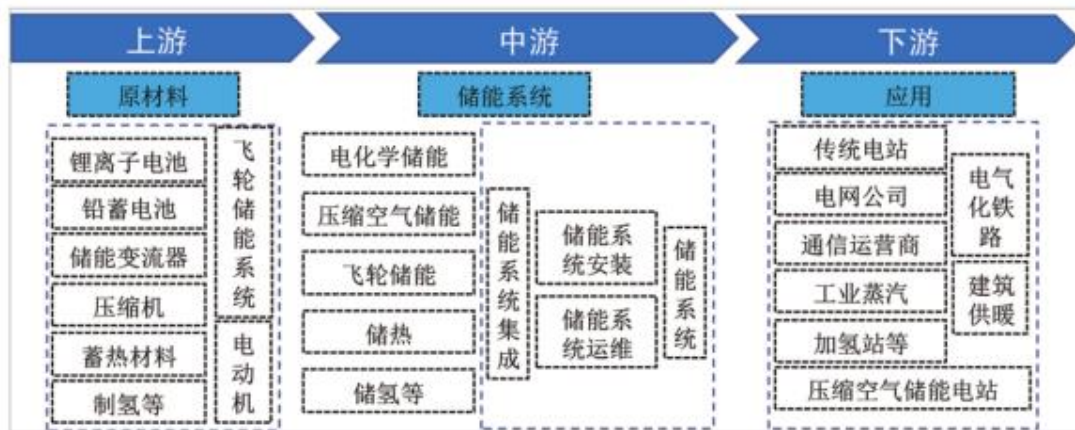 上游
中游
下游
原材料
储能系统
应用
锂离子电池
铅蓄电池
储能变流器
压缩机
蓄热材料
制氢等
飞轮储能系统
电动机
电化学储能
压缩空气储能
飞轮储能
储热
储氢等
储能系统集成
储能系
统安装
储能系
统运维
储能系统
传统电站
电网公司
通信运营商
工业蒸汽
加氢站等
电气
化铁
路
建筑
供暖
压缩空气储能电站